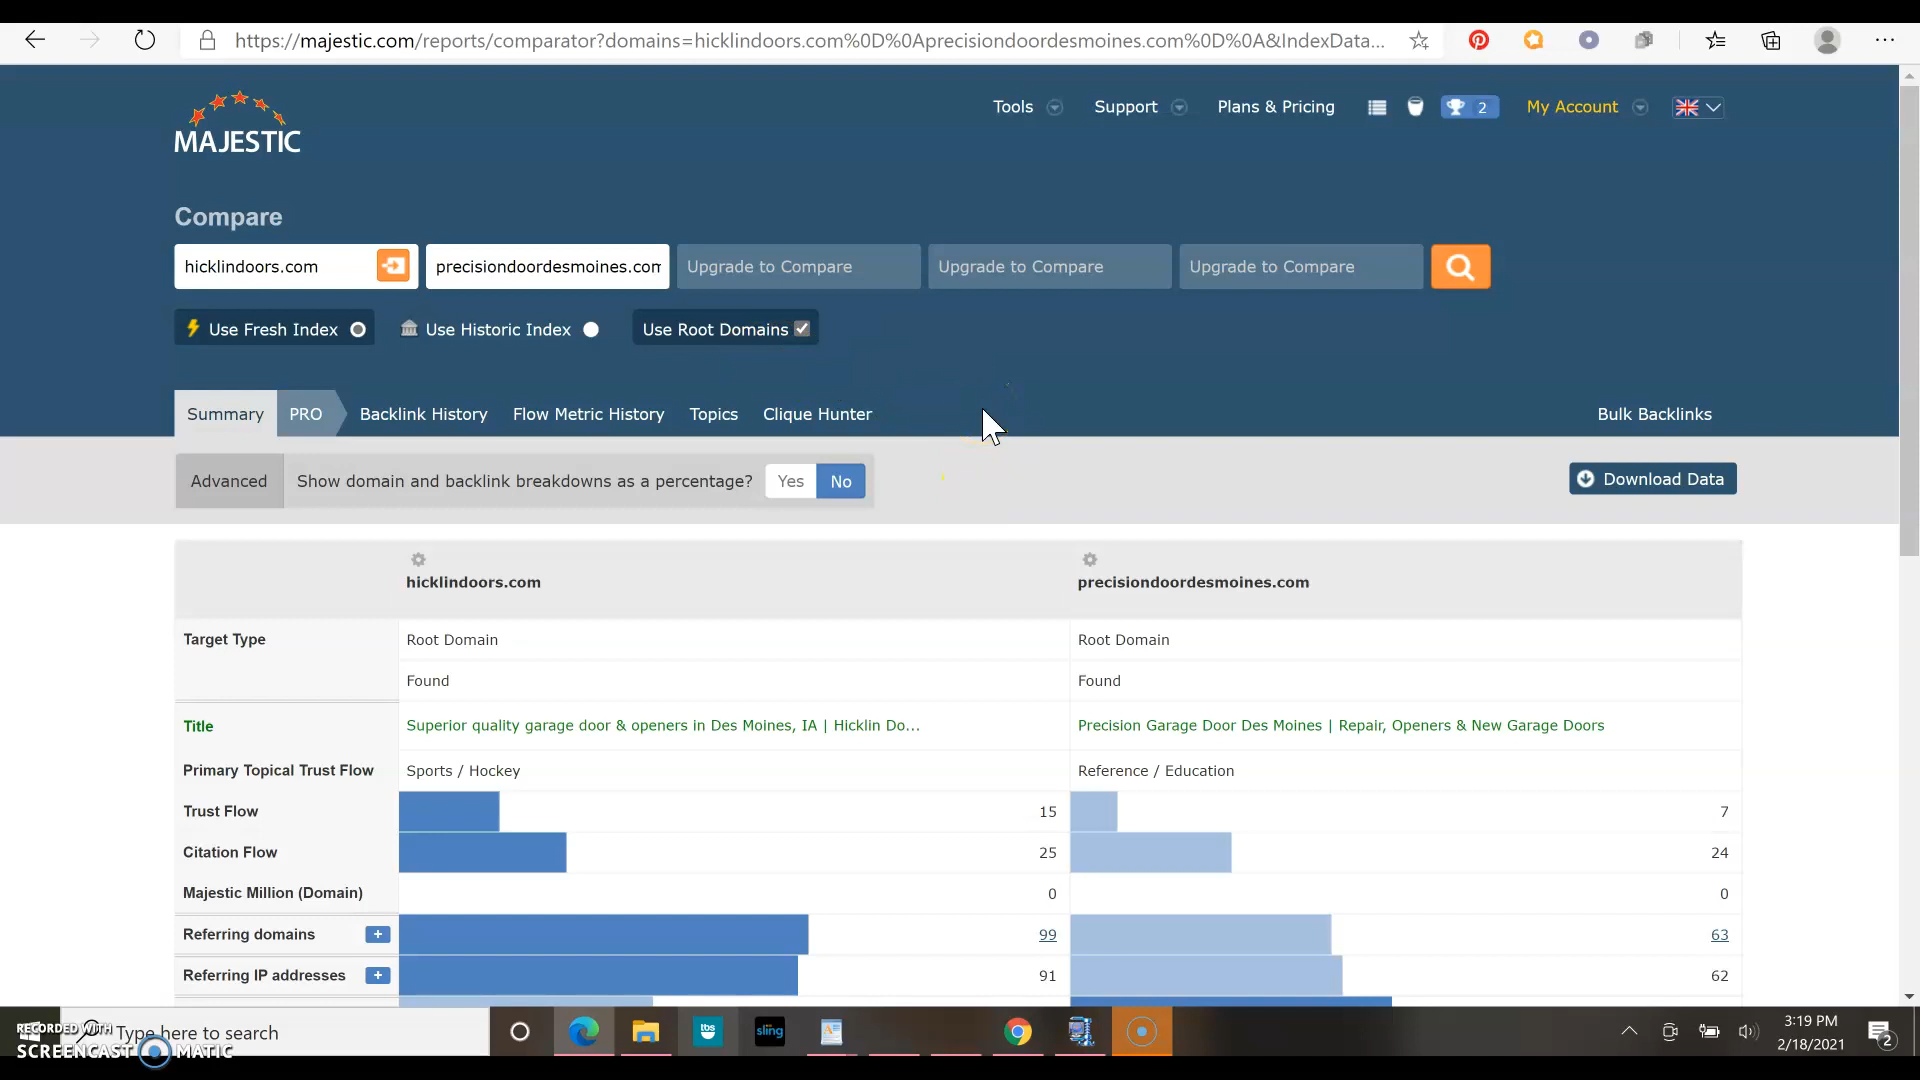 https://majestic.com/reports/comparator?domains=hicklindoors.com%0D%0Aprecisiondoordesmoines.com%0D%0A&IndexData...
MAJESTIC
Tools Support Plans & Pricing 2 My Account
Compare
hicklindoors.com precisiondoordesmoines.com Upgrade to Compare Upgrade to Compare Upgrade to Compare
Use Fresh Index Use Historic Index Use Root Domains
Summary PRO Backlink History Flow Metric History Topics Clique Hunter Bulk Backlinks
Advanced Show domain and backlink breakdowns as a percentage? Yes No Download Data
hicklindoors.com precisiondoordesmoines.com
Target Type Root Domain Root Domain
Found Found
Title Superior quality garage door & openers in Des Moines, IA | Hicklin Do... Precision Garage Door Des Moines | Repair, Openers & New Garage Doors
Primary Topical Trust Flow Sports / Hockey Reference / Education
Trust Flow 15 7
Citation Flow 25 24
Majestic Million (Domain) 0 0
Referring domains + 99 63
Referring IP addresses + 91 62
Type here to search
RECORDED WITH
SCREENCAST MATIC
tbs
sling
3:19 PM
2/18/2021
2